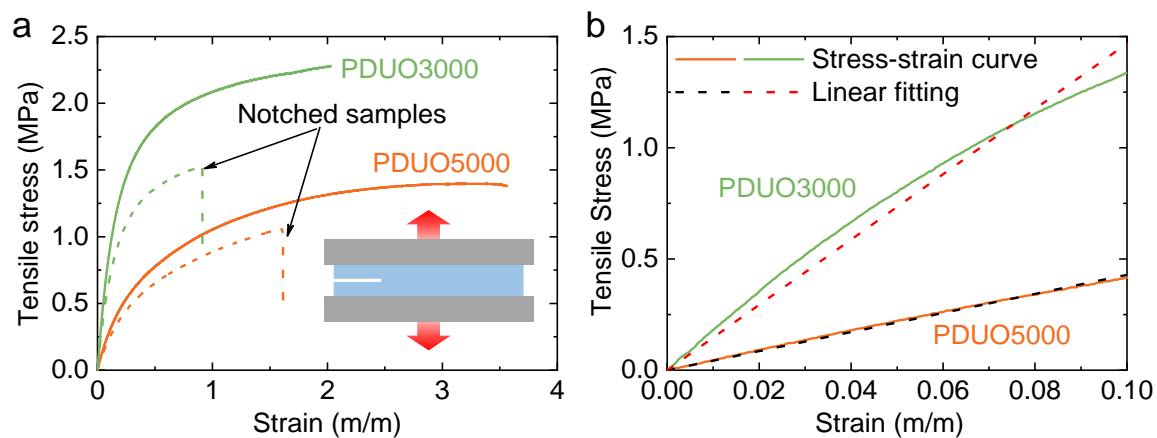 a
2.5
2.0
1.5
1.0
0.5
0.0
0
1
2
3
4
Tensile stress (MPa)
Strain (m/m)
PDUO3000
Notched samples
PDUO5000
b
1.5
1.0
0.5
0.0
0.00
0.02
0.04
0.06
0.08
0.10
Tensile Stress (MPa)
Strain (m/m)
Stress-strain curve
Linear fitting
PDUO3000
PDUO5000